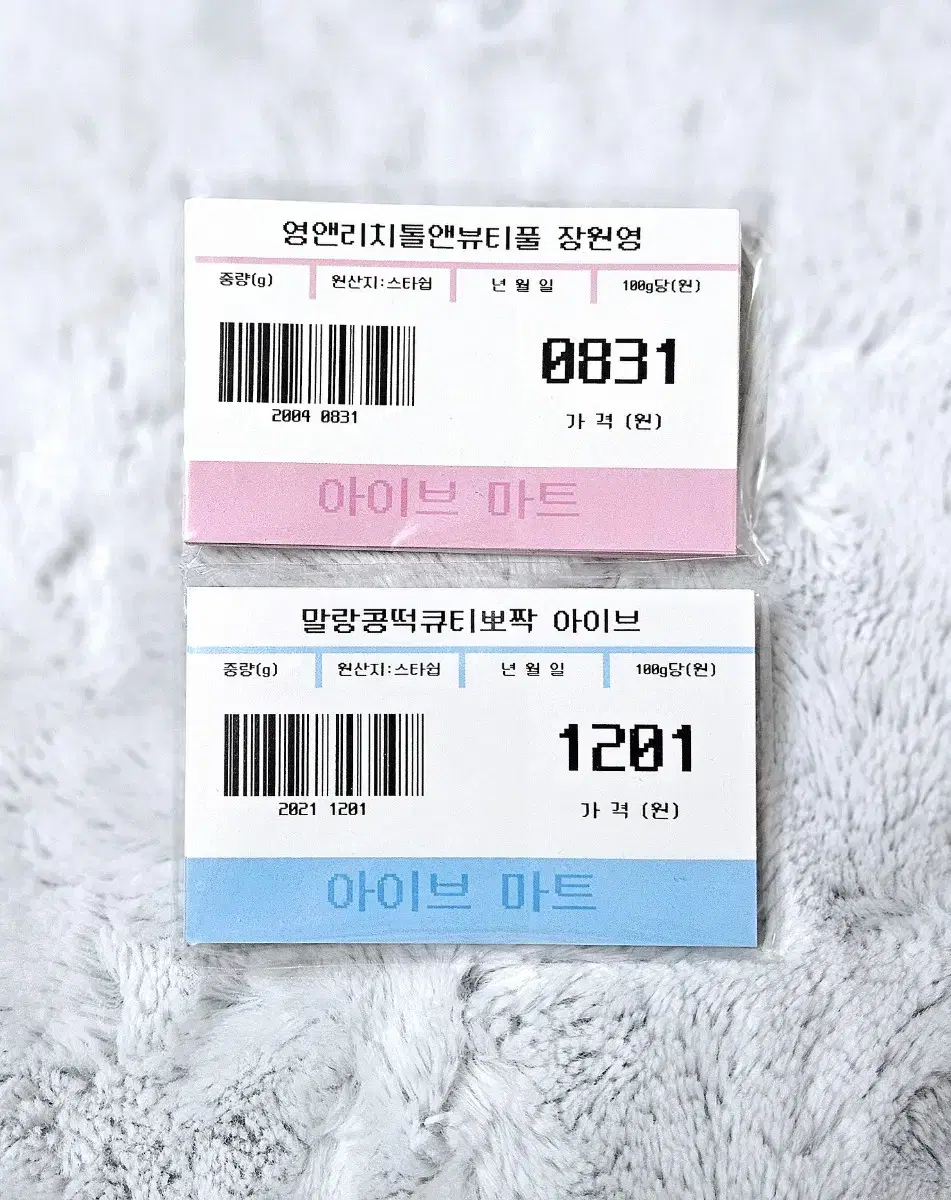 영앤리치톨앤뷰티풀 장원영
중량(g) 원산지:스타쉽 년 월 일 100g당(원)
0831
2004 0831
가 격 (원)
아이브 마트
말랑콩떡큐티뽀짝 아이브
중량(g) 원산지:스타쉽 년 월 일 100g당(원)
1201
2021 1201
가 격 (원)
아이브 마트